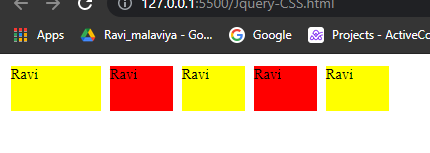 127.0.0.1:5500/Jquery-CSS.html
Apps Ravi_malaviya - Go... Google Projects - ActiveCo
Ravi Ravi Ravi Ravi Ravi